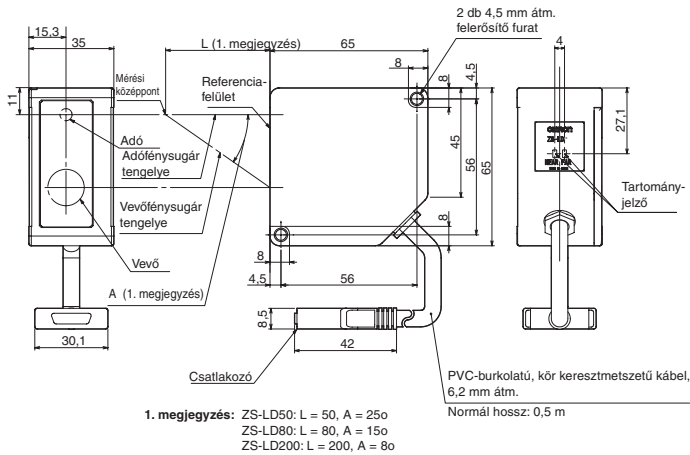 15,3
35
L (1. megjegyzés)
65
2 db 4,5 mm átm.
felerősítő furat
4
8
8
4,5
11
Mérési
középpont
Referencia-
felület
27,1
Adó
Adófénysugár
tengelye
45
56
65
OMRON
NEAR FAR
Vevőfénysugár
tengelye
Tartomány-
jelző
Vevő
8
8
4,5
56
A (1. megjegyzés)
8,5
30,1
42
Csatlakozó
PVC-burkolatú, kör keresztmetszetű kábel,
6,2 mm átm.
Normál hossz: 0,5 m
1. megjegyzés: ZS-LD50: L = 50, A = 25o
ZS-LD80: L = 80, A = 15o
ZS-LD200: L = 200, A = 8o